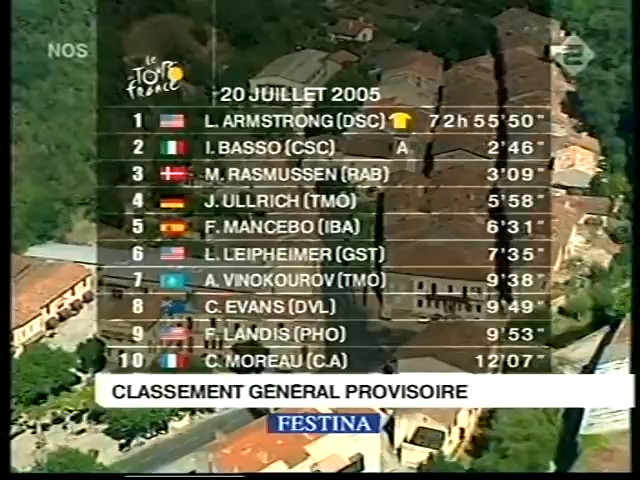 NOS
2
le TOUR de france
20 JUILLET 2005
1 L. ARMSTRONG (DSC) 72h 55'50"
2 I. BASSO (CSC) A 2'46"
3 M. RASMUSSEN (RAB) 3'09"
4 J. ULLRICH (TMO) 5'58"
5 F. MANCEBO (IBA) 6'31"
6 L. LEIPHEIMER (GST) 7'35"
7 A. VINOKOUROV (TMO) 9'38"
8 C. EVANS (DVL) 9'49"
9 F. LANDIS (PHO) 9'53"
10 C. MOREAU (C.A) 12'07"
CLASSEMENT GÉNÉRAL PROVISOIRE
FESTINA